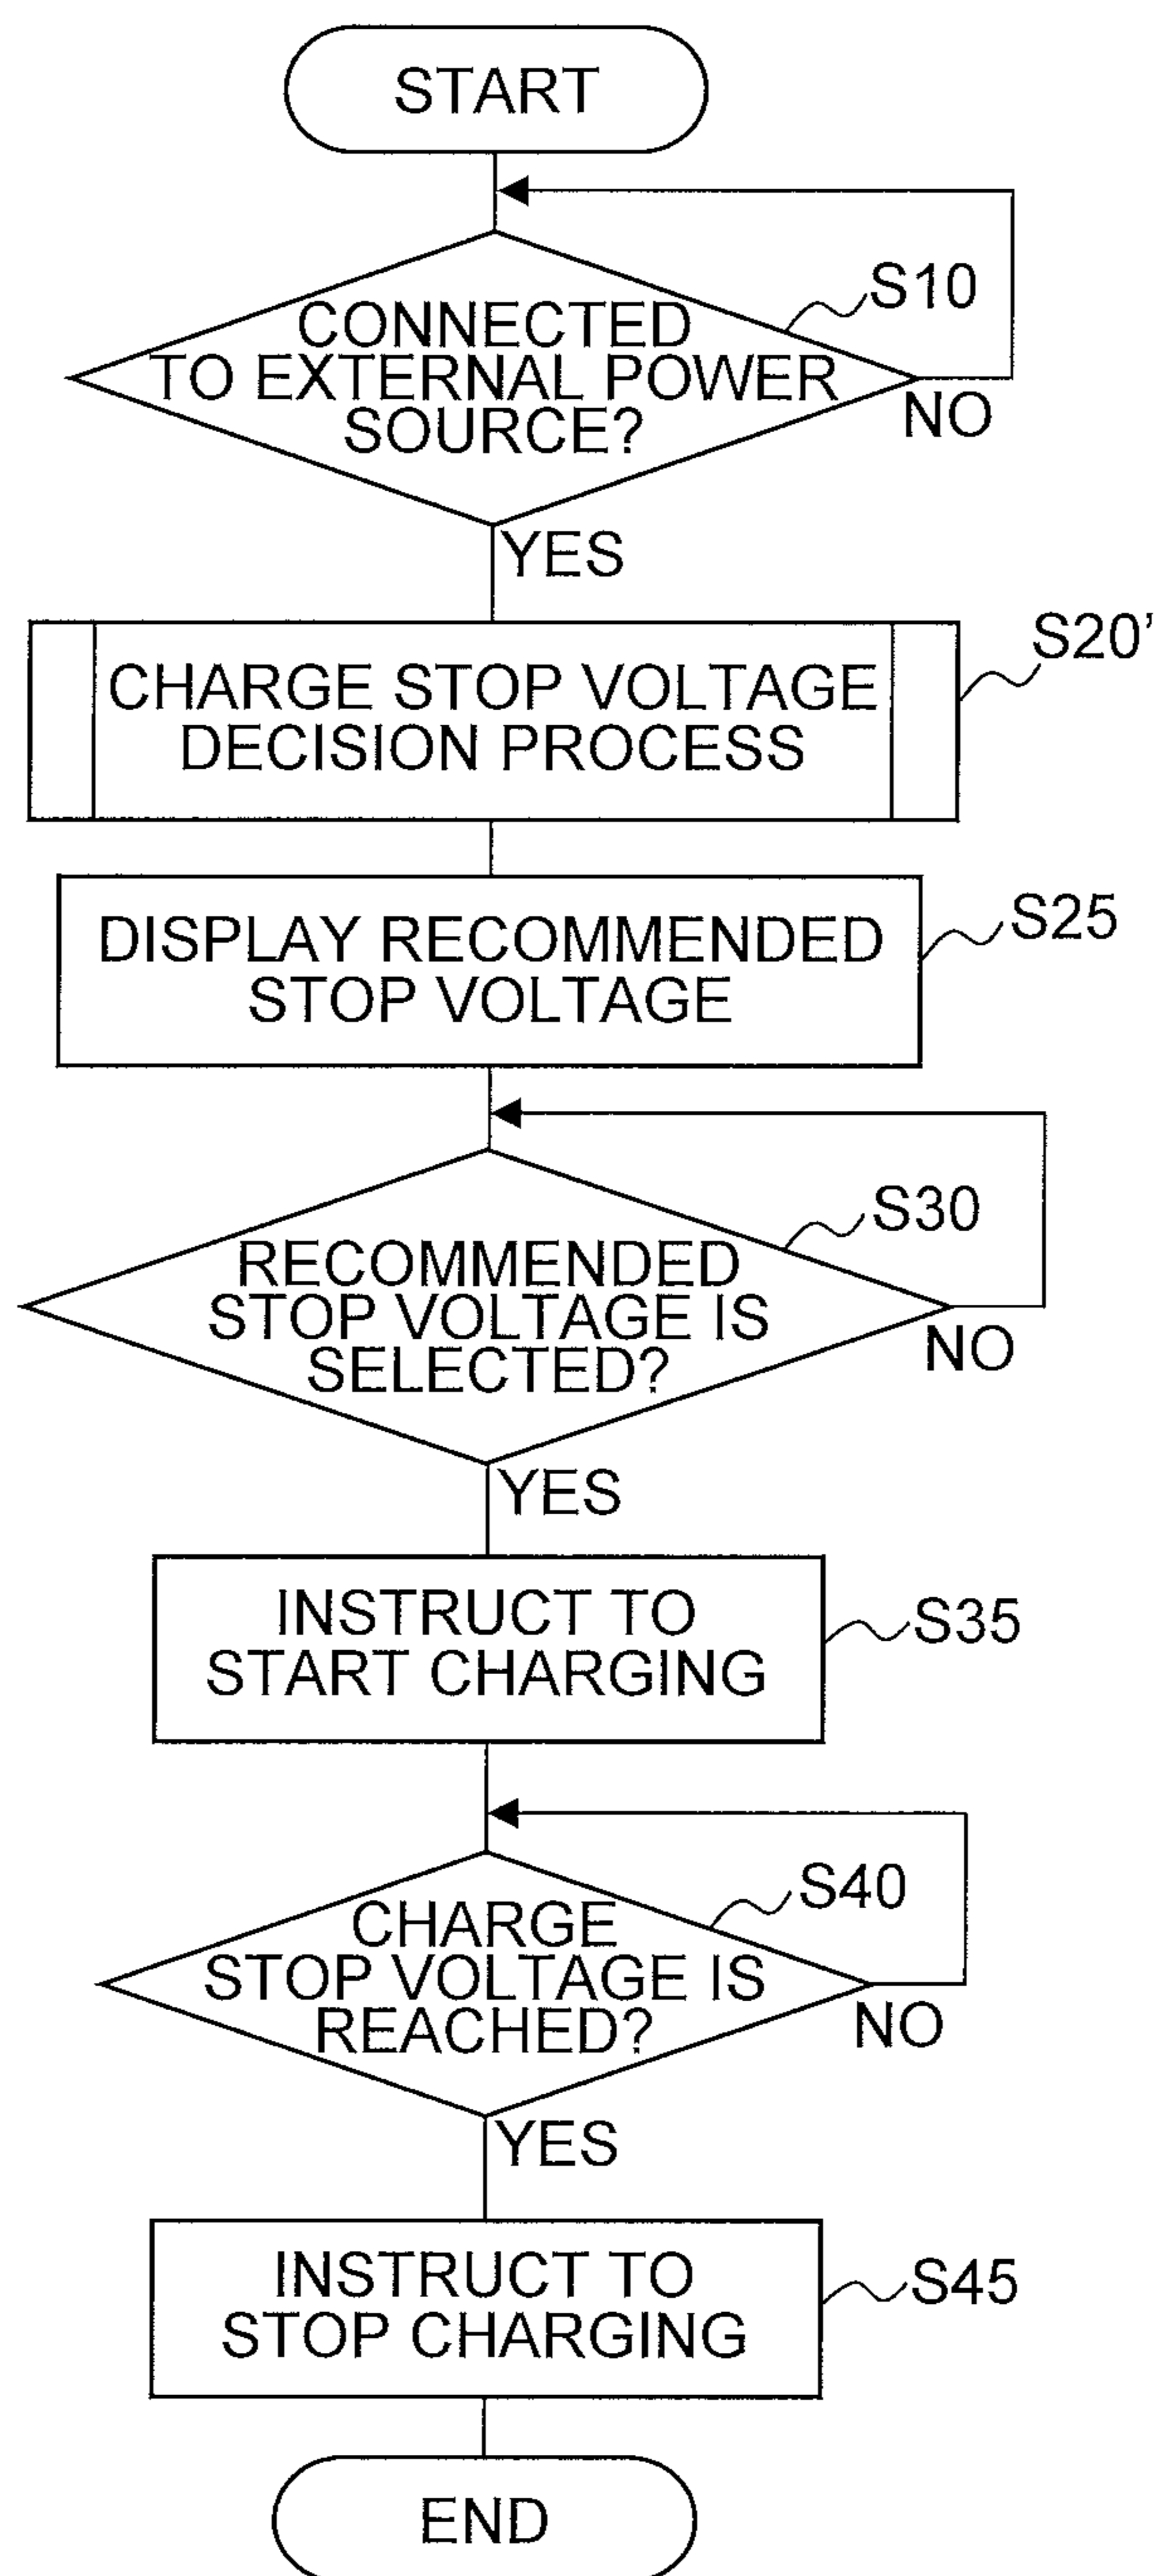 START
S10
CONNECTED
TO EXTERNAL POWER
SOURCE?
NO
YES
S20’
CHARGE STOP VOLTAGE
DECISION PROCESS
S25
DISPLAY RECOMMENDED
STOP VOLTAGE
S30
RECOMMENDED
STOP VOLTAGE IS
SELECTED?
NO
YES
INSTRUCT TO
START CHARGING
S35
S40
CHARGE
STOP VOLTAGE IS
REACHED?
NO
YES
INSTRUCT TO
STOP CHARGING
S45
END